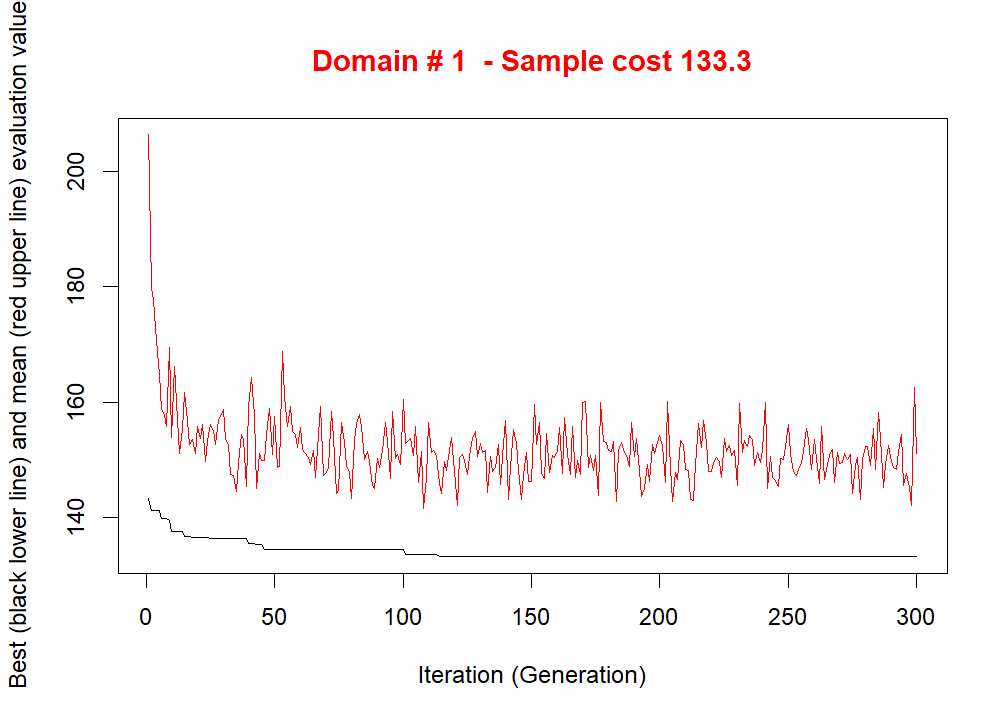 Domain # 1  - Sample cost 133.3
Best (black lower line) and mean (red upper line) evaluation value
200
180
160
140
0 50 100 150 200 250 300
Iteration (Generation)